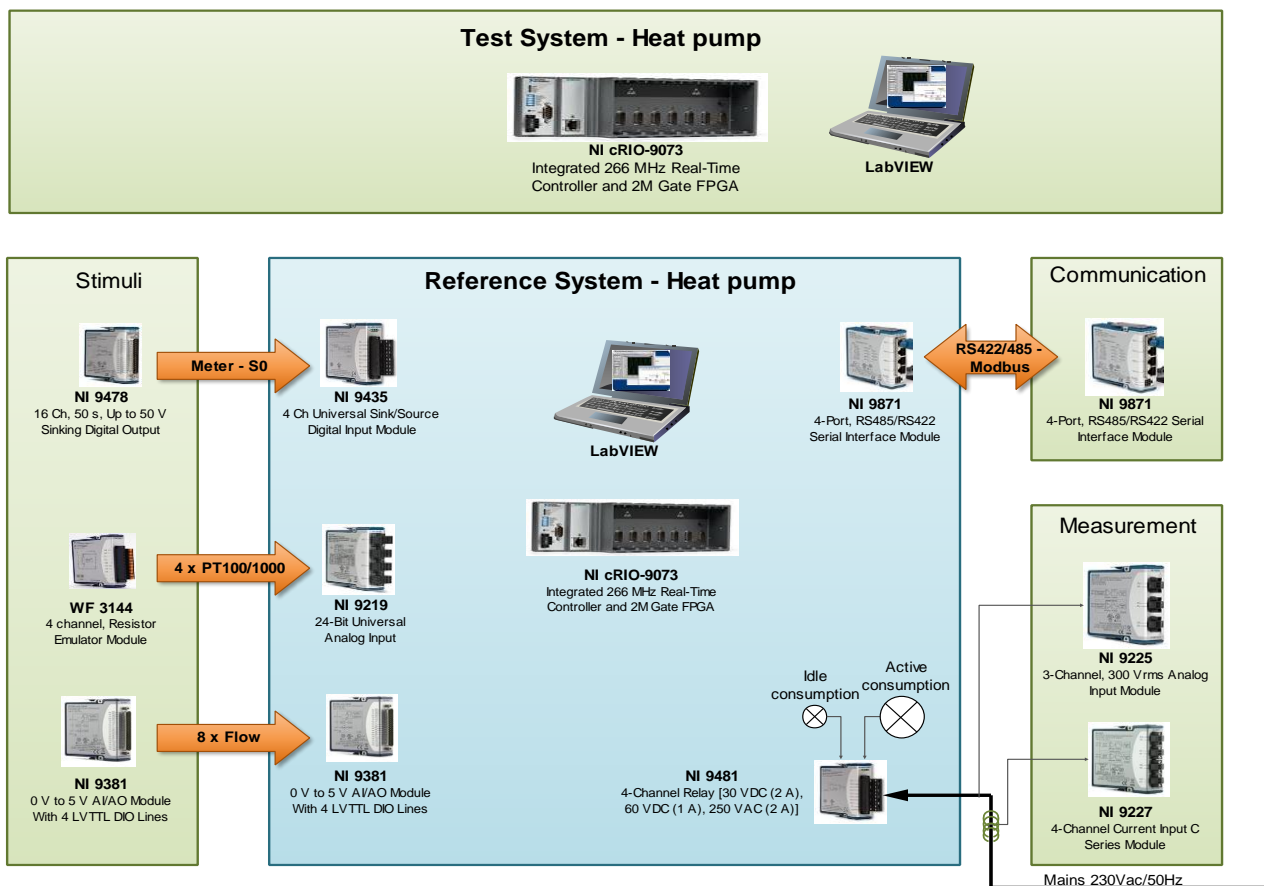 Test System - Heat pump
NI cRIO-9073
Integrated 266 MHz Real-Time
Controller and 2M Gate FPGA
LabVIEW
Stimuli
NI 9478
16 Ch, 50 s, Up to 50 V
Sinking Digital Output
WF 3144
4 channel, Resistor
Emulator Module
NI 9381
0 V to 5 V AI/AO Module
With 4 LVTTL DIO Lines
Meter - S0
4 x PT100/1000
8 x Flow
Reference System - Heat pump
NI 9435
4 Ch Universal Sink/Source
Digital Input Module
NI 9219
24-Bit Universal
Analog Input
NI 9381
0 V to 5 V AI/AO Module
With 4 LVTTL DIO Lines
LabVIEW
NI cRIO-9073
Integrated 266 MHz Real-Time
Controller and 2M Gate FPGA
NI 9871
4-Port, RS485/RS422
Serial Interface Module
Idle
consumption
Active
consumption
NI 9481
4-Channel Relay [30 VDC (2 A),
60 VDC (1 A), 250 VAC (2 A)]
RS422/485 -
Modbus
Communication
NI 9871
4-Port, RS485/RS422 Serial
Interface Module
Measurement
NI 9225
3-Channel, 300 Vrms Analog
Input Module
NI 9227
4-Channel Current Input C
Series Module
Mains 230Vac/50Hz